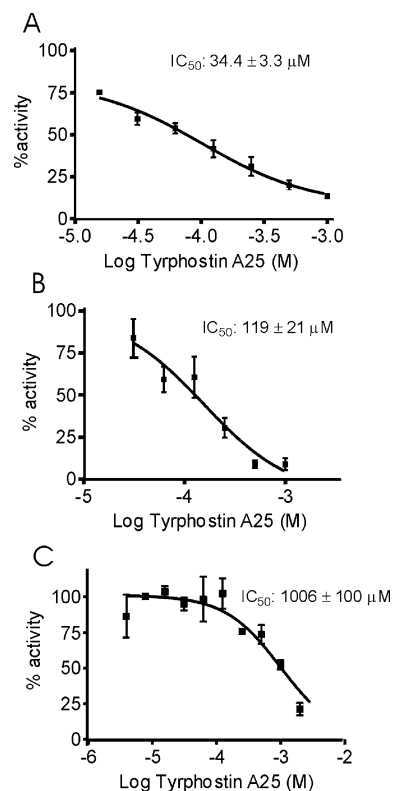 A
IC50: 34.4 ± 3.3 µM
100
75
50
25
0
%activity
-5.0 -4.5 -4.0 -3.5 -3.0
Log Tyrphostin A25 (M)
B
IC50: 119 ± 21 µM
100
75
50
25
0
% activity
-5 -4 -3
Log Tyrphostin A25 (M)
C
IC50: 1006 ± 100 µM
100
75
50
25
0
% activity
-6 -5 -4 -3 -2
Log Tyrphostin A25 (M)